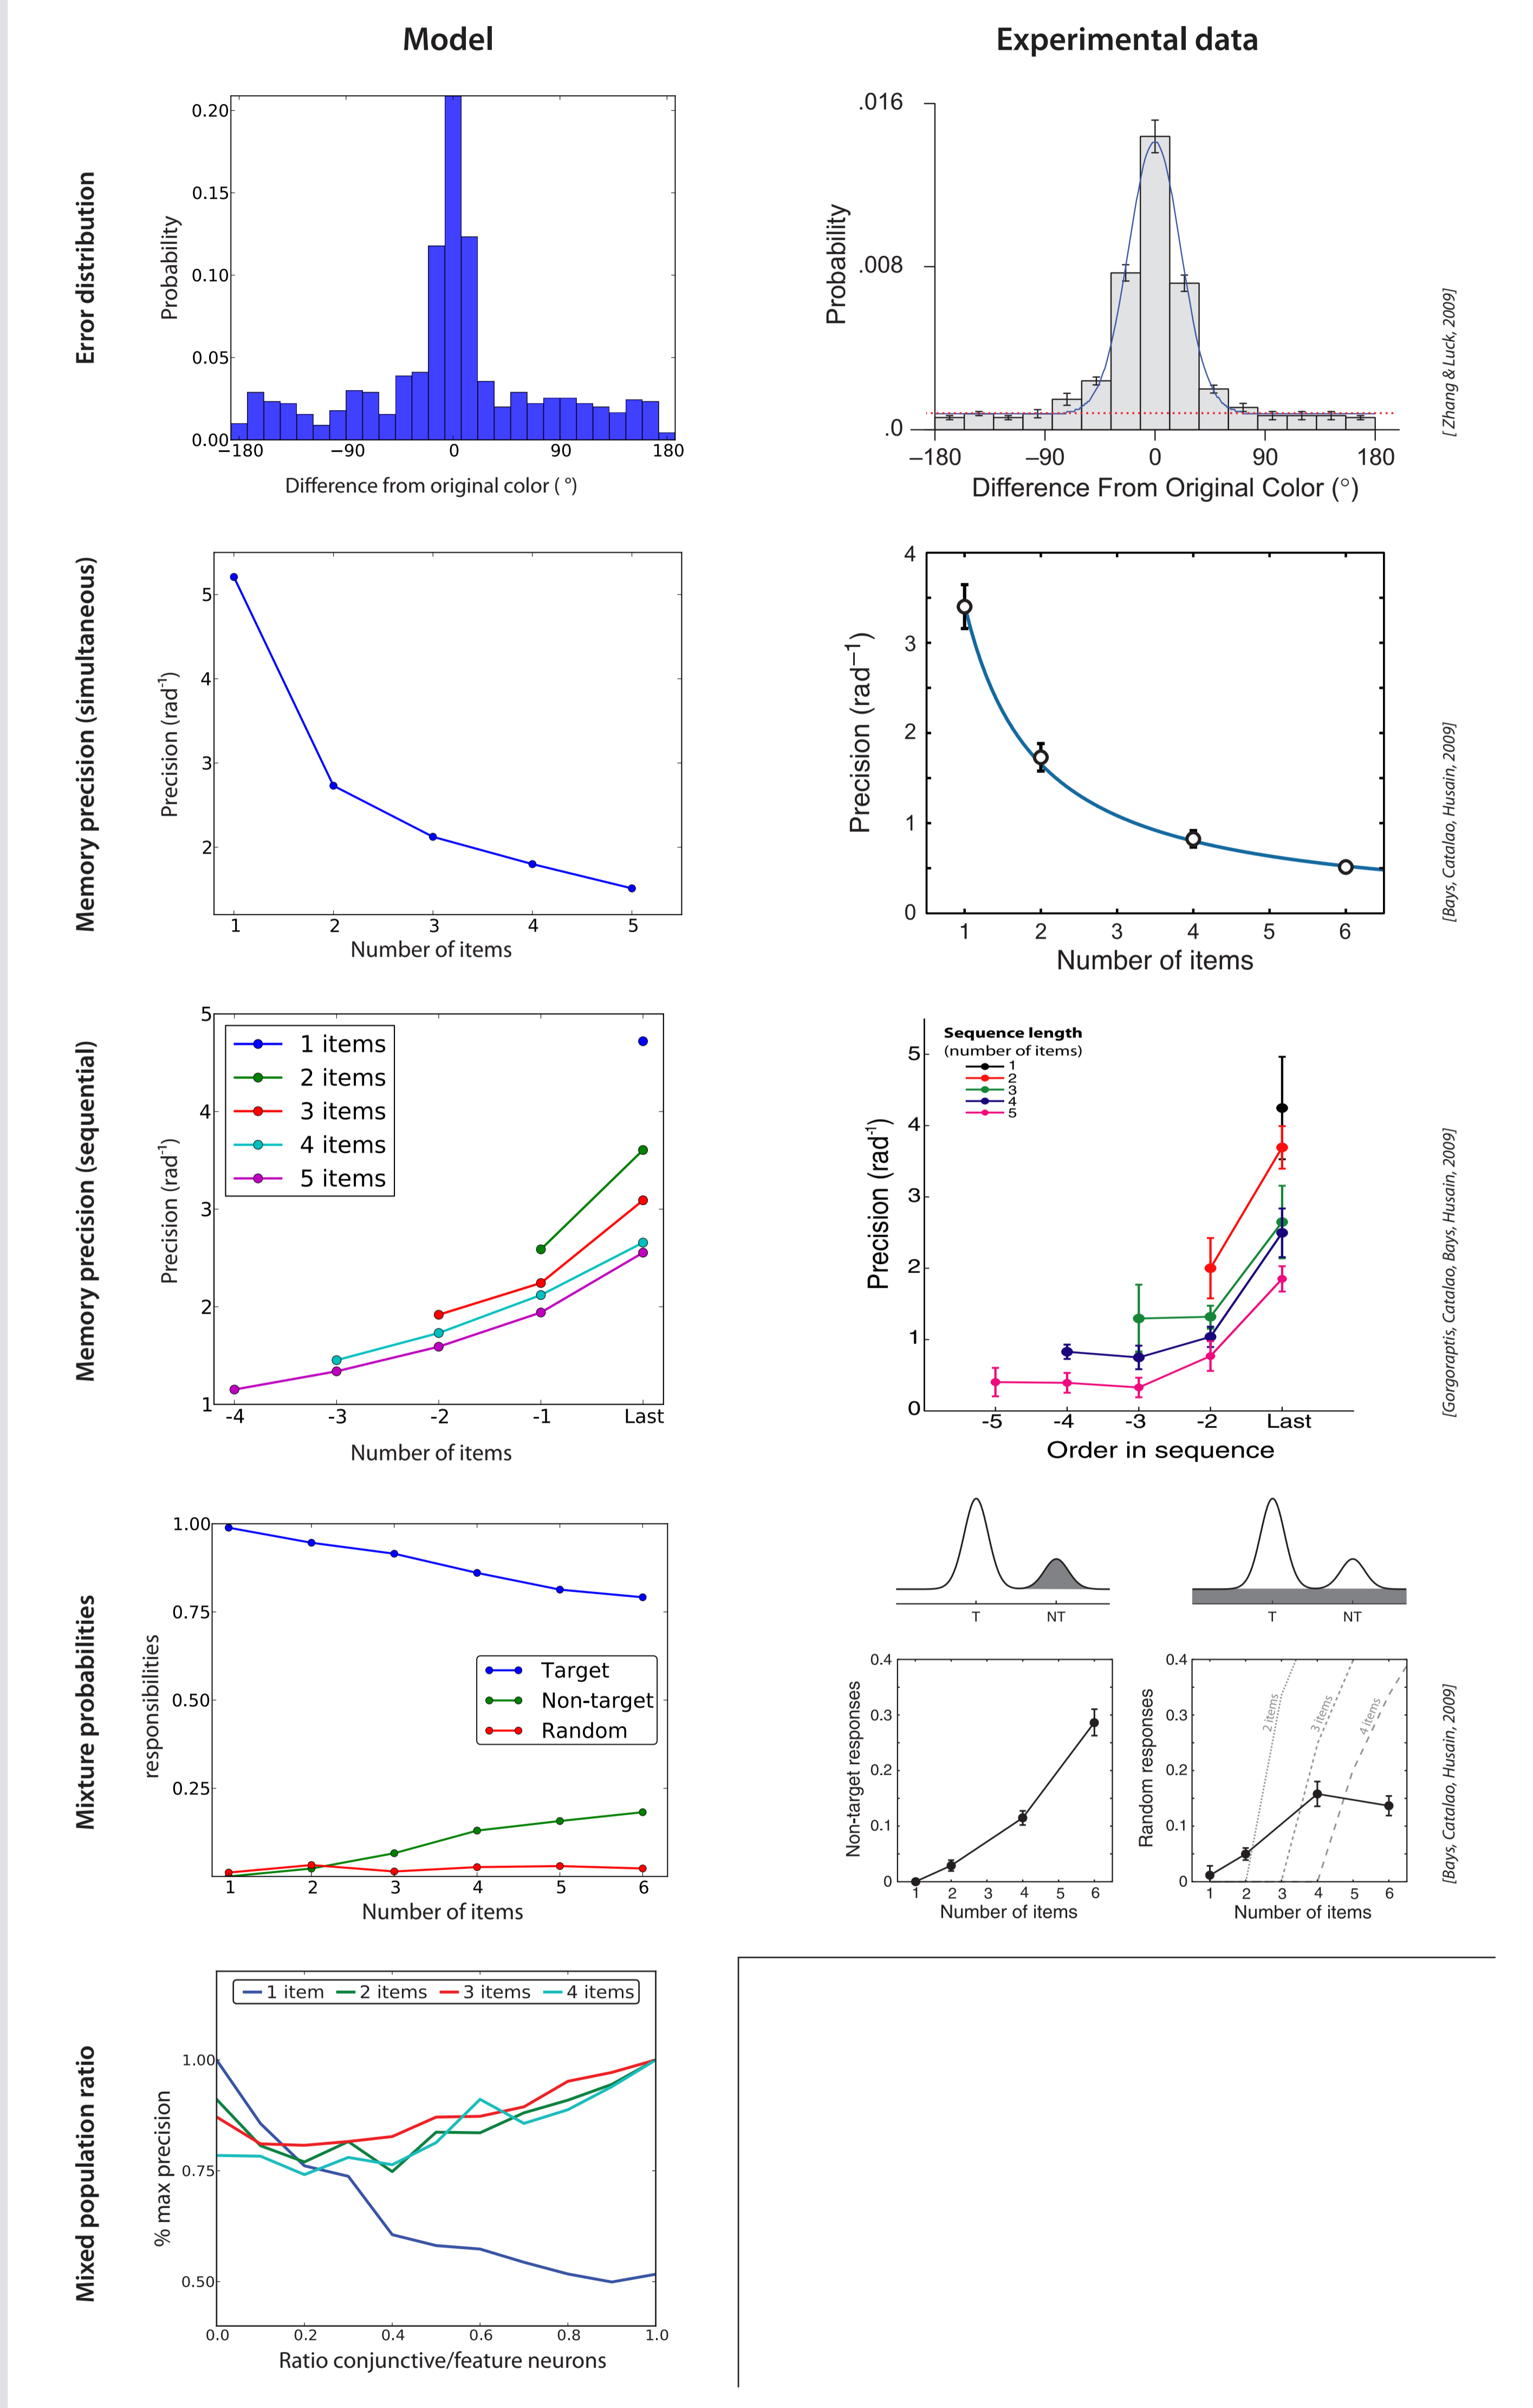 Model
Experimental data
Error distribution
0.20
0.15
0.10
0.05
0.00
Probability
−180
−90
0
90
180
Difference from original color ( °)
.016
.008
.0
Probability
–180
–90
0
90
180
Difference From Original Color (°)
[ Zhang & Luck, 2009]
Memory precision (simultaneous)
5
4
3
2
Precision (rad-1)
1
2
3
4
5
Number of items
4
3
2
1
0
Precision (rad–1)
1
2
3
4
5
6
Number of items
[Bays, Catalao, Husain, 2009]
Memory precision (sequential)
5
4
3
2
1
Precision (rad-1)
1 items
2 items
3 items
4 items
5 items
-4
-3
-2
-1
Last
Number of items
Sequence length
(number of items)
1
2
3
4
5
5
4
3
2
1
0
Precision (rad-1)
-5
-4
-3
-2
Last
Order in sequence
[Gorgoraptis, Catalao, Bays, Husain, 2009]
Mixture probabilities
1.00
0.75
0.50
0.25
responsibilities
Target
Non-target
Random
1
2
3
4
5
6
Number of items
T
NT
T
NT
0.4
0.3
0.2
0.1
0
Non-target responses
1
2
3
4
5
6
Number of items
0.4
0.3
0.2
0.1
0
Random responses
2 items
3 items
4 items
1
2
3
4
5
6
Number of items
[Bays, Catalao, Husain, 2009]
Mixed population ratio
1 item
2 items
3 items
4 items
1.00
0.75
0.50
% max precision
0.0
0.2
0.4
0.6
0.8
1.0
Ratio conjunctive/feature neurons